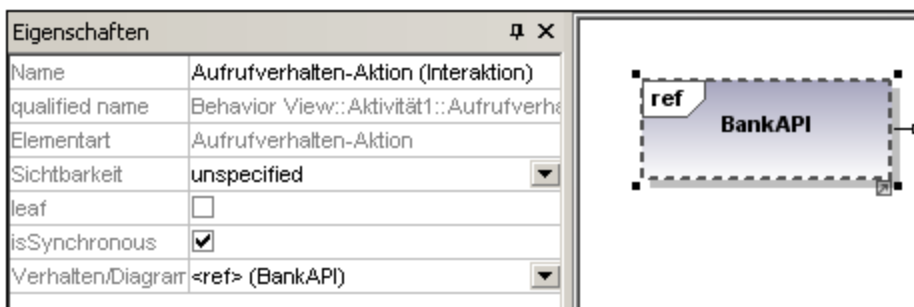 Eigenschaften
Name Aufrufverhalten-Aktion (Interaktion)
qualified name Behavior View::Aktivität1::Aufrufverha
Elementart Aufrufverhalten-Aktion
Sichtbarkeit unspecified
leaf
isSynchronous
Verhalten/Diagram <ref> (BankAPI)
ref
BankAPI